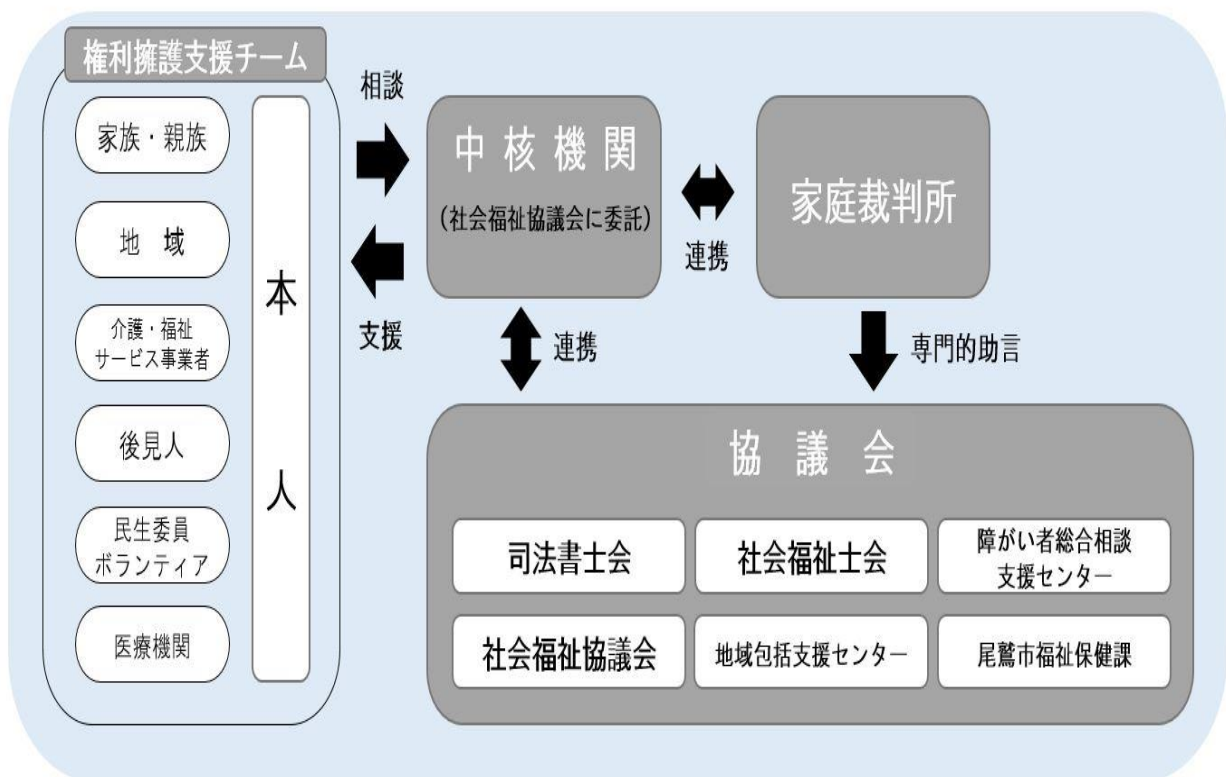 権利擁護支援チーム
家族・親族
地 域
介護・福祉
サービス事業者
後見人
民生委員
ボランティア
医療機関
本人
相談
支援
中核機関
(社会福祉協議会に委託)
連携
家庭裁判所
連携
専門的助言
協議会
司法書士会
社会福祉士会
障がい者総合相談
支援センター
社会福祉協議会
地域包括支援センター
尾鷲市福祉保健課